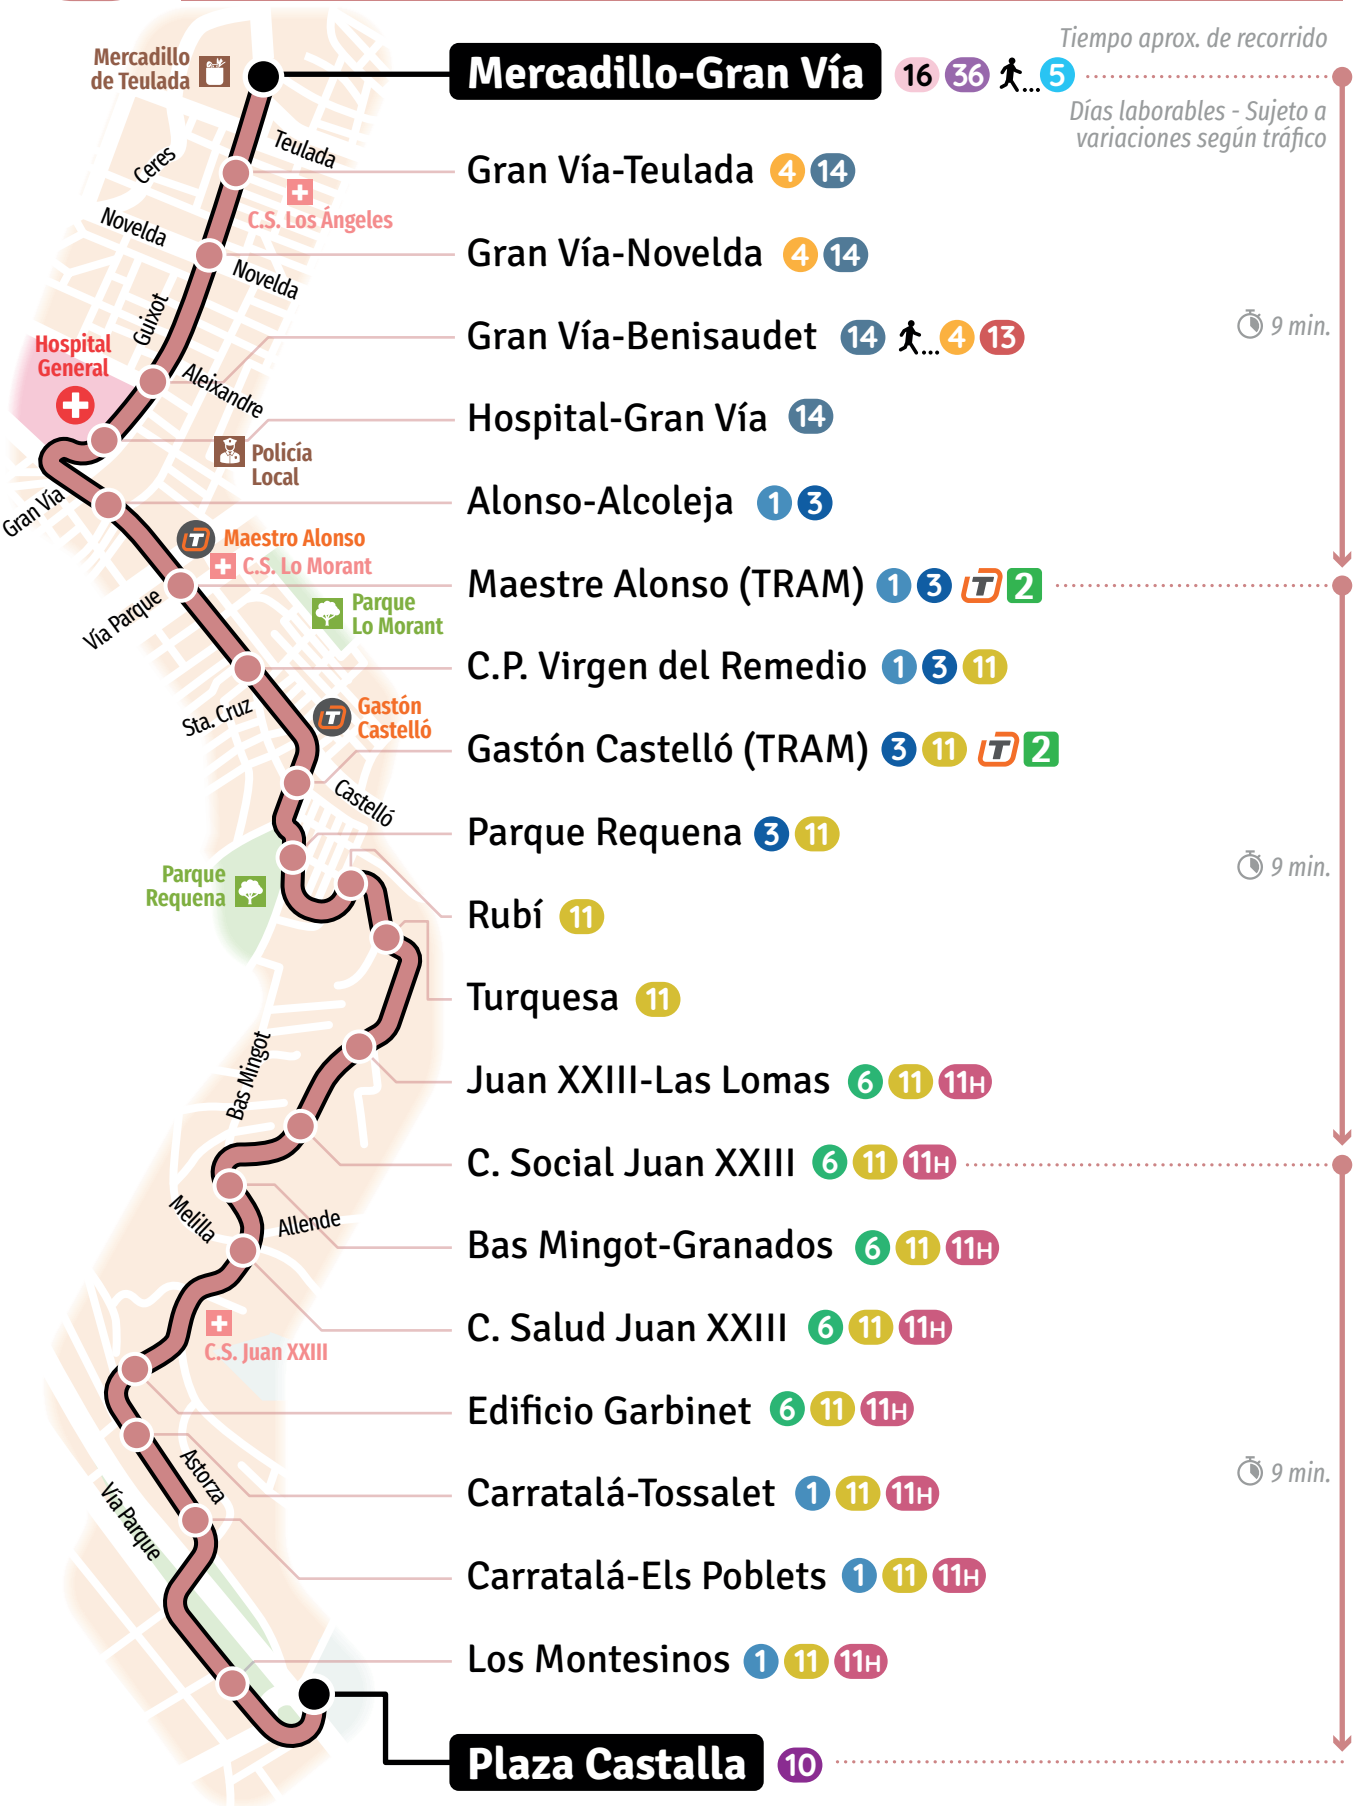 Tiempo aprox. de recorrido
Mercadillo-Gran Vía 16 36 ... 5
Días laborables - Sujeto a
variaciones según tráfico
Gran Vía-Teulada 4 14
Gran Vía-Novelda 4 14
Gran Vía-Benisaudet 14 ... 4 13
9 min.
Hospital-Gran Vía 14
Alonso-Alcoleja 1 3
Maestre Alonso (TRAM) 1 3 T 2
C.P. Virgen del Remedio 1 3 11
Gastón Castelló (TRAM) 3 11 T 2
Parque Requena 3 11
9 min.
Rubí 11
Turquesa 11
Juan XXIII-Las Lomas 6 11 11H
C. Social Juan XXIII 6 11 11H
Bas Mingot-Granados 6 11 11H
C. Salud Juan XXIII 6 11 11H
Edificio Garbinet 6 11 11H
9 min.
Carratalá-Tossalet 1 11 11H
Carratalá-Els Poblets 1 11 11H
Los Montesinos 1 11 11H
Plaza Castalla 10
Mercadillo
de Teulada
Teulada
Ceres
C.S. Los Ángeles
Novelda
Novelda
Guixot
Hospital
General
Aleixandre
Policía
Local
Gran Vía
T Maestro Alonso
C.S. Lo Morant
Parque
Lo Morant
Vía Parque
Sta. Cruz
T Gastón
Castelló
Castelló
Parque
Requena
Bas Mingot
Melilla
Allende
C.S. Juan XXIII
Astorza
Vía Parque